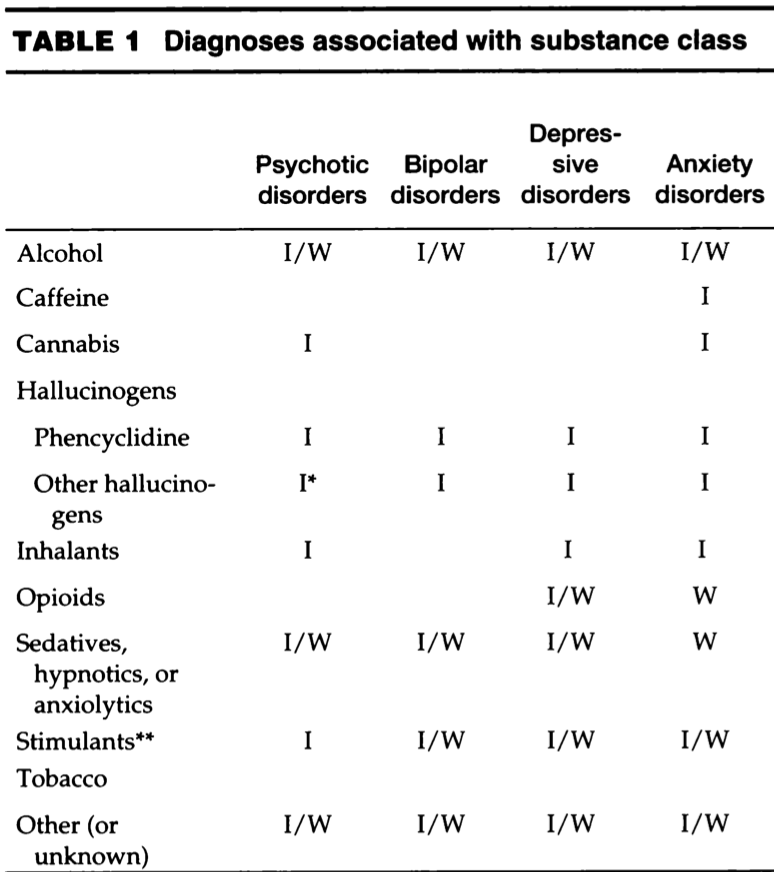 TABLE 1 Diagnoses associated with substance class
Depres-
Psychotic Bipolar sive Anxiety
disorders disorders disorders disorders
Alcohol I/W I/W I/W I/W
Caffeine I
Cannabis I I
Hallucinogens
Phencyclidine I I I I
Other hallucino- I* I I I
gens
Inhalants I I I
Opioids I/W W
Sedatives, I/W I/W I/W W
hypnotics, or
anxiolytics
Stimulants** I I/W I/W I/W
Tobacco
Other (or I/W I/W I/W I/W
unknown)